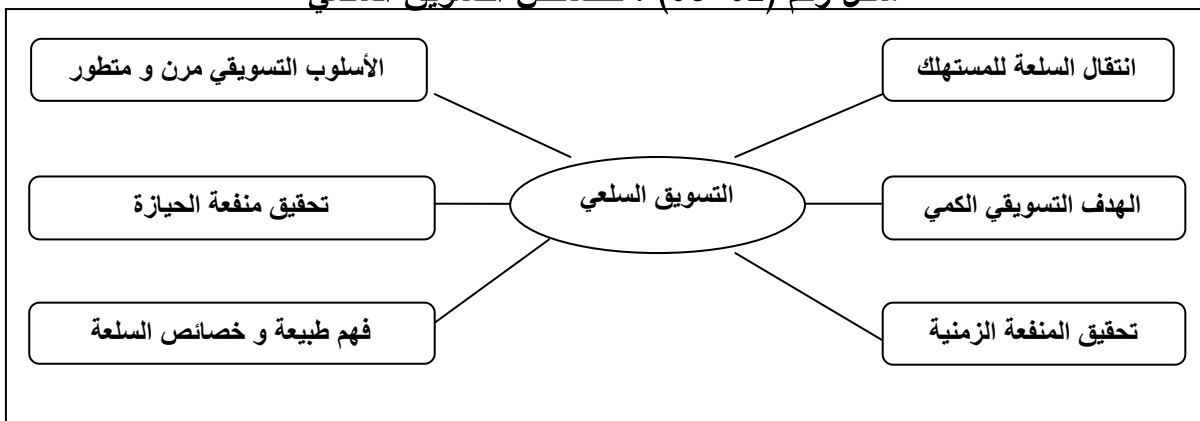 انتقال السلعة للمستهلك
الأسلوب التسويقي مرن و متطور
الهدف التسويقي الكمي
التسويق السلعي
تحقيق منفعة الحيازة
تحقيق المنفعة الزمنية
فهم طبيعة و خصائص السلعة